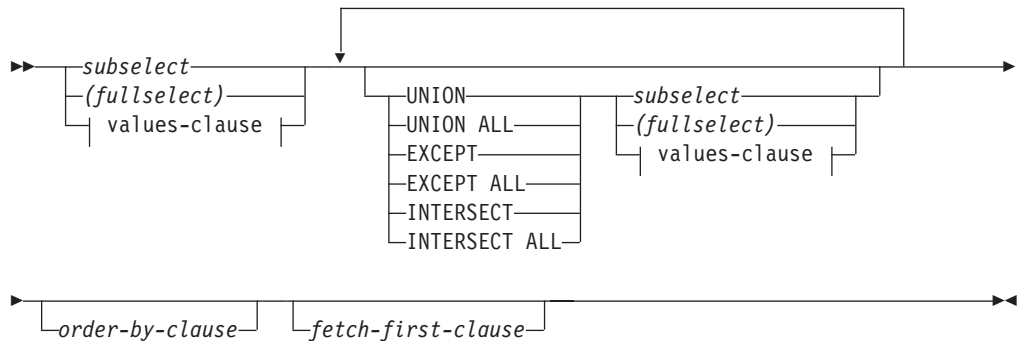 subselect
(fullselect) UNION subselect
values-clause UNION ALL (fullselect)
EXCEPT values-clause
EXCEPT ALL
INTERSECT
INTERSECT ALL
order-by-clause fetch-first-clause